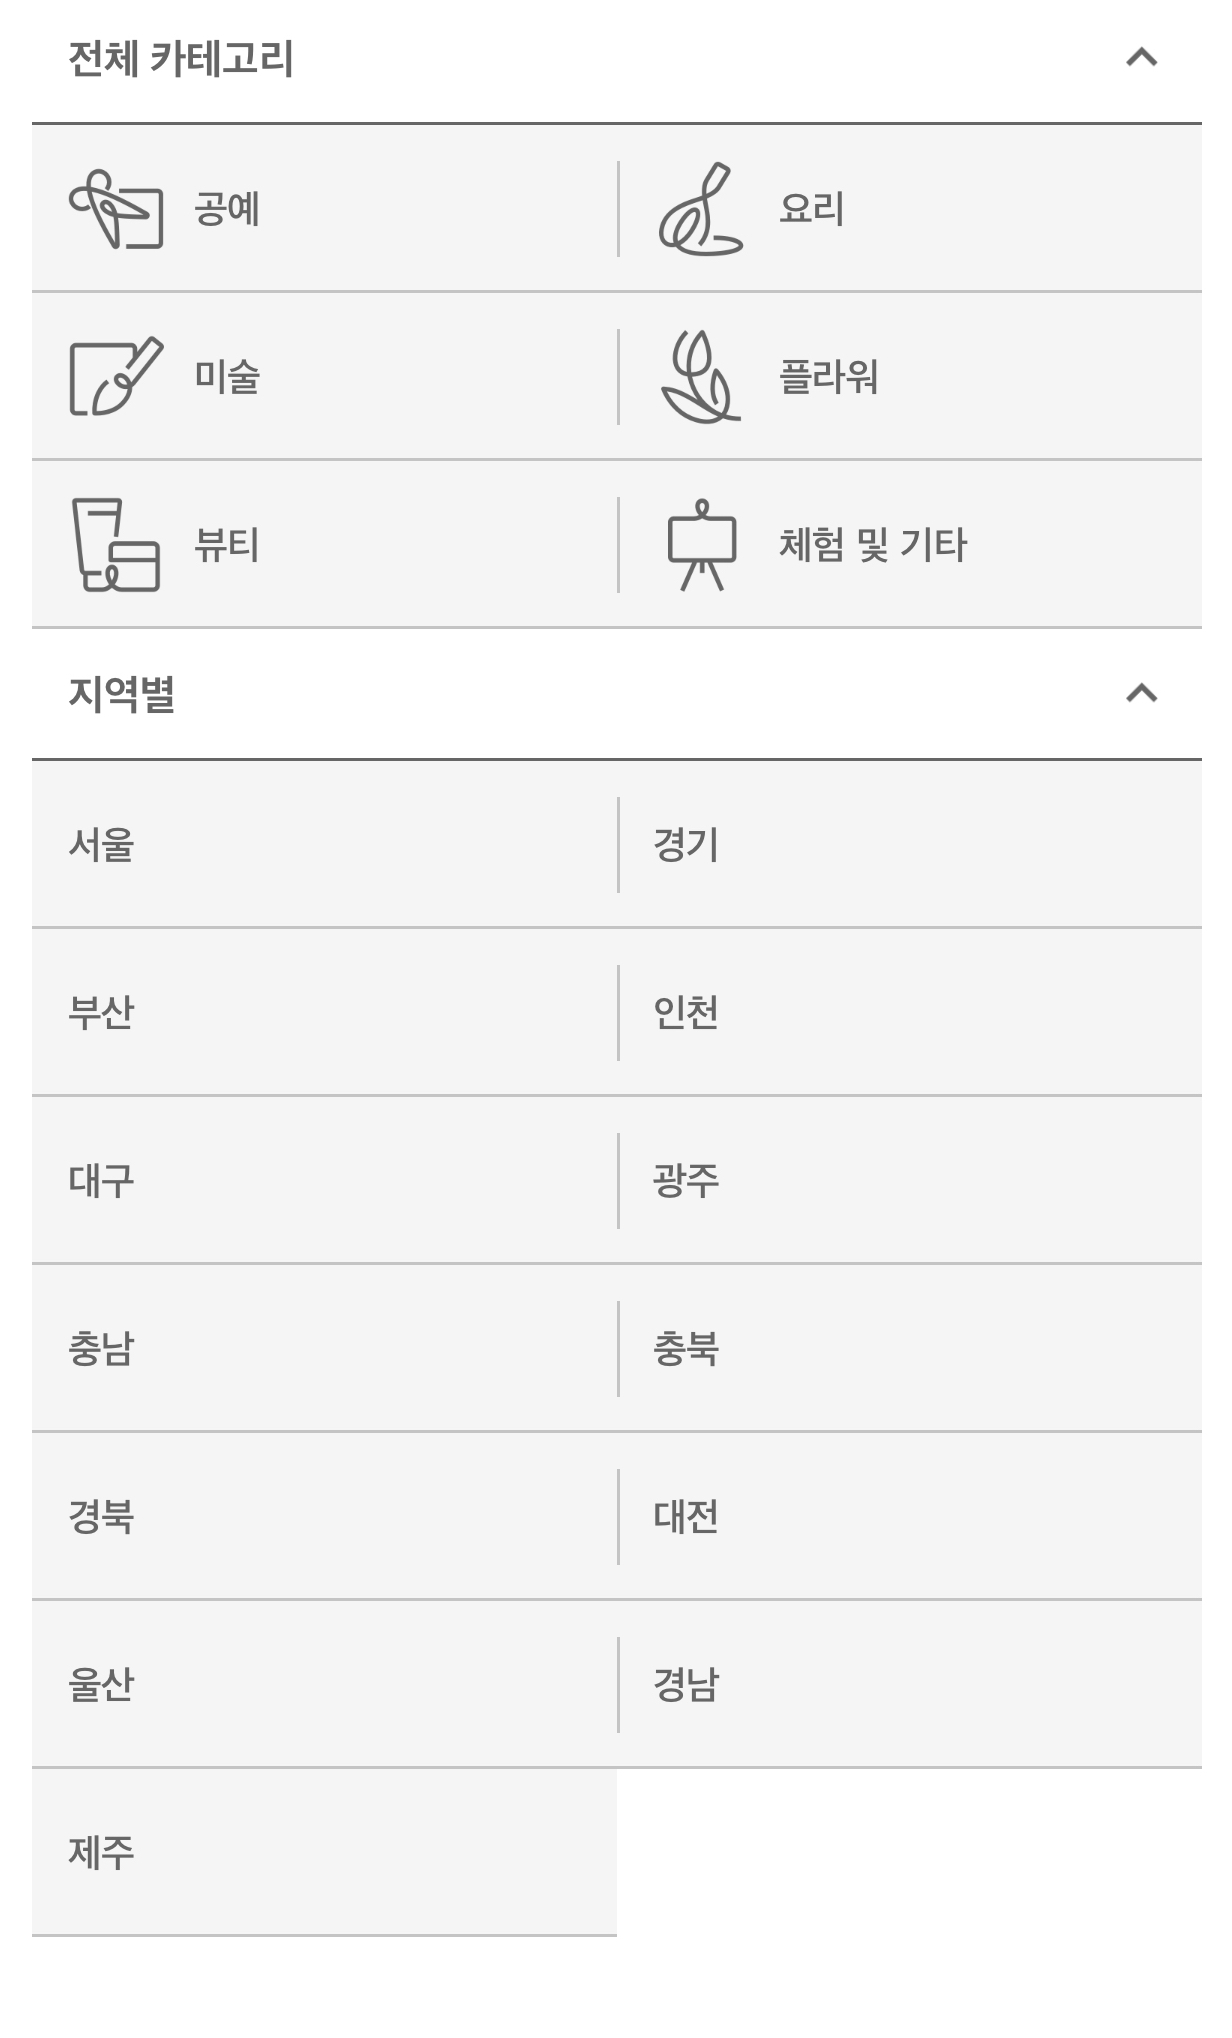 전체 카테고리
공예
요리
미술
플라워
뷰티
체험 및 기타
지역별
서울
경기
부산
인천
대구
광주
충남
충북
경북
대전
울산
경남
제주